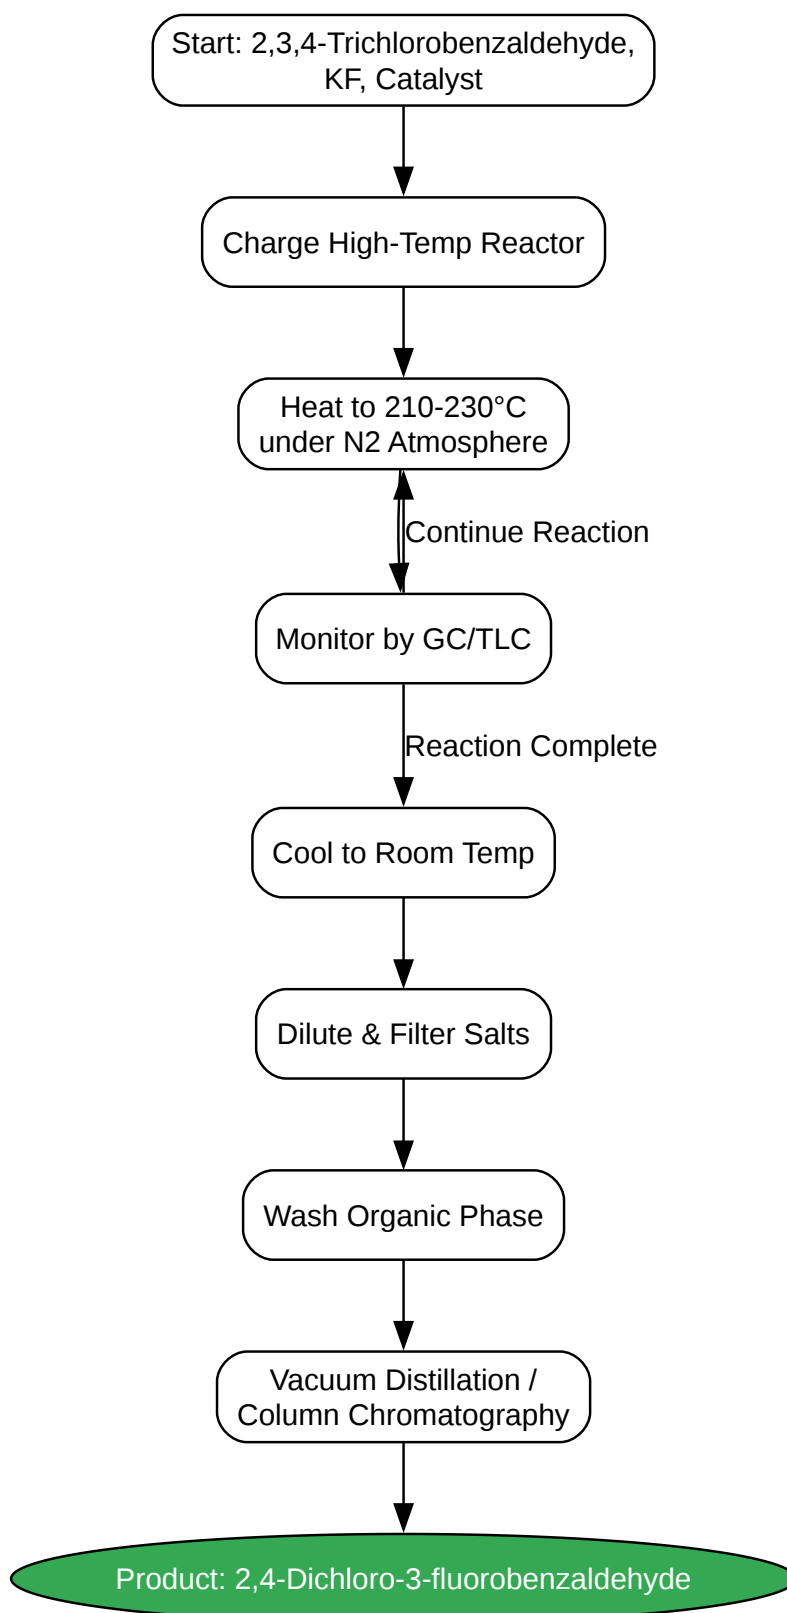 Start: 2,3,4-Trichlorobenzaldehyde,
KF, Catalyst
Charge High-Temp Reactor
Heat to 210-230°C
under N2 Atmosphere
Continue Reaction
Monitor by GC/TLC
Reaction Complete
Cool to Room Temp
Dilute & Filter Salts
Wash Organic Phase
Vacuum Distillation /
Column Chromatography
Product: 2,4-Dichloro-3-fluorobenzaldehyde